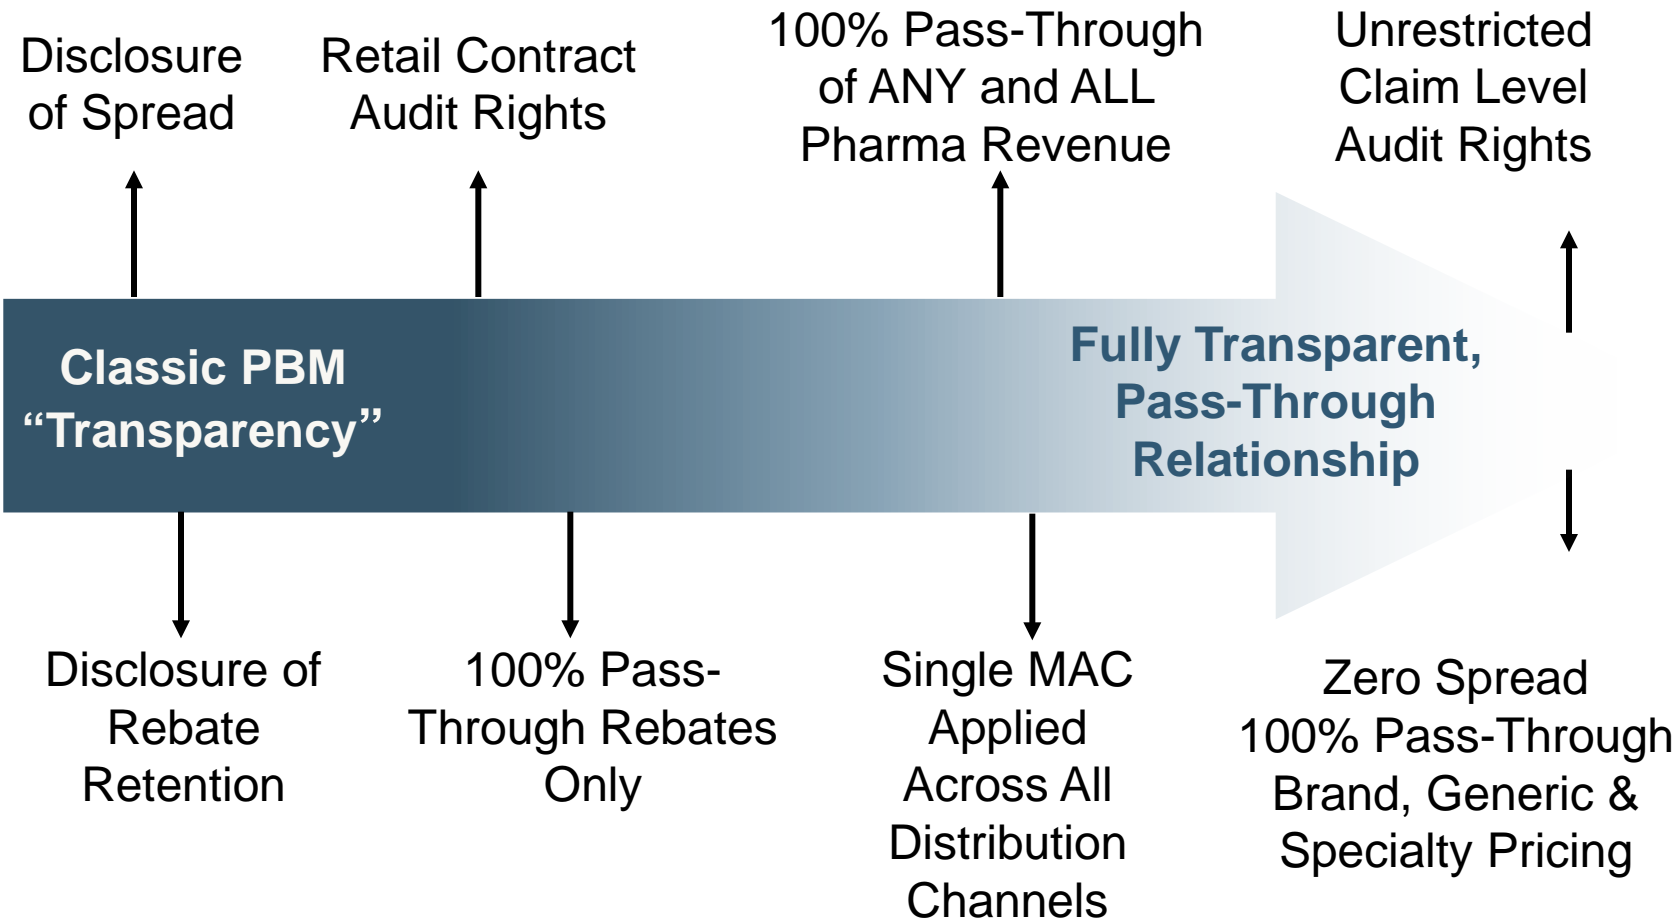 Disclosure
of Spread
Retail Contract
Audit Rights
100% Pass-Through
of ANY and ALL
Pharma Revenue
Unrestricted
Claim Level
Audit Rights
Classic PBM
“Transparency”
Fully Transparent,
Pass-Through
Relationship
Disclosure of
Rebate
Retention
100% Pass-
Through Rebates
Only
Single MAC
Applied
Across All
Distribution
Channels
Zero Spread
100% Pass-Through
Brand, Generic &
Specialty Pricing